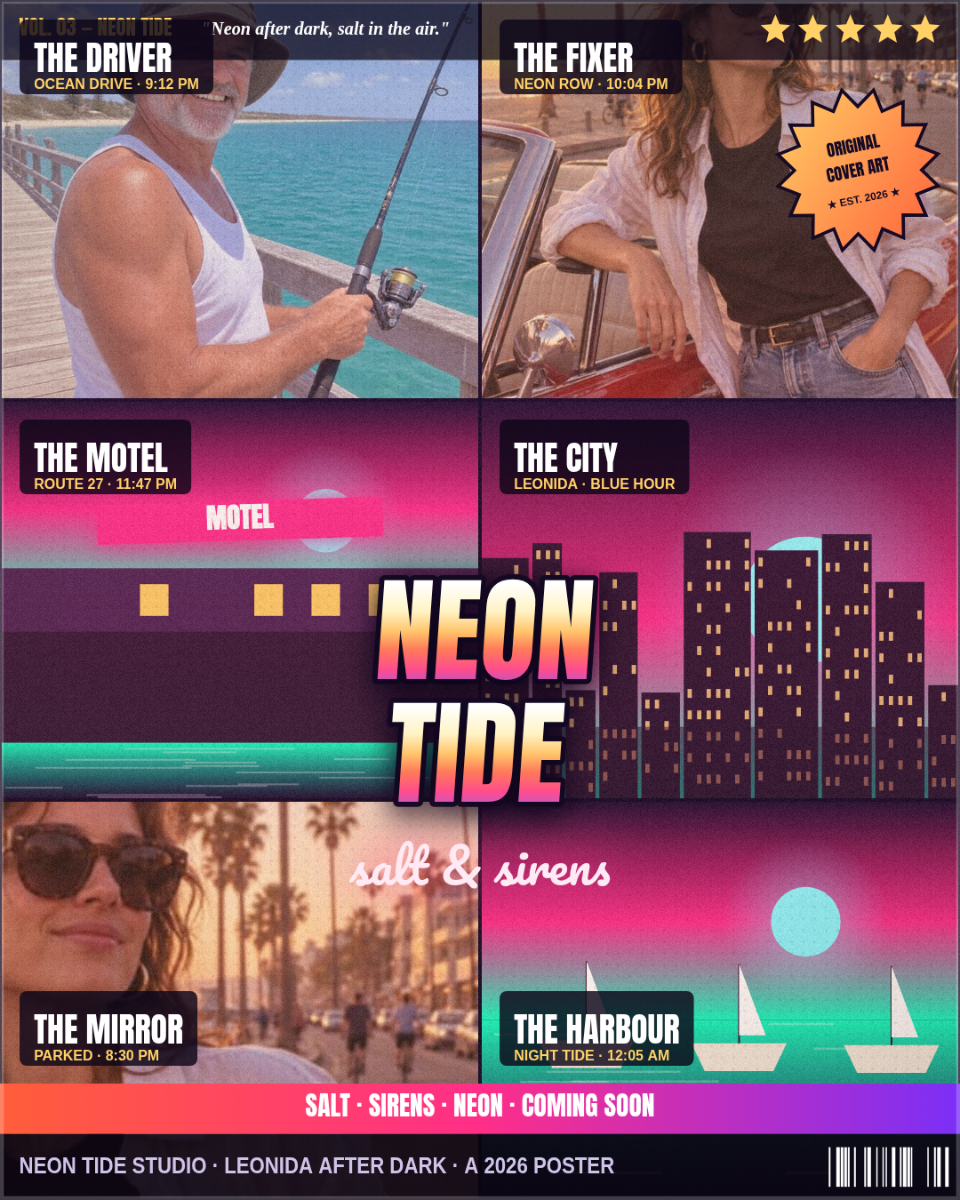 VOL. 03 — NEON TIDE
"Neon after dark, salt in the air."
THE DRIVER
OCEAN DRIVE · 9:12 PM
THE FIXER
NEON ROW · 10:04 PM
ORIGINAL
COVER ART
★ EST. 2026 ★
THE MOTEL
ROUTE 27 · 11:47 PM
MOTEL
THE CITY
LEONIDA · BLUE HOUR
NEON
TIDE
salt & sirens
THE MIRROR
PARKED · 8:30 PM
THE HARBOUR
NIGHT TIDE · 12:05 AM
SALT · SIRENS · NEON · COMING SOON
NEON TIDE STUDIO · LEONIDA AFTER DARK · A 2026 POSTER